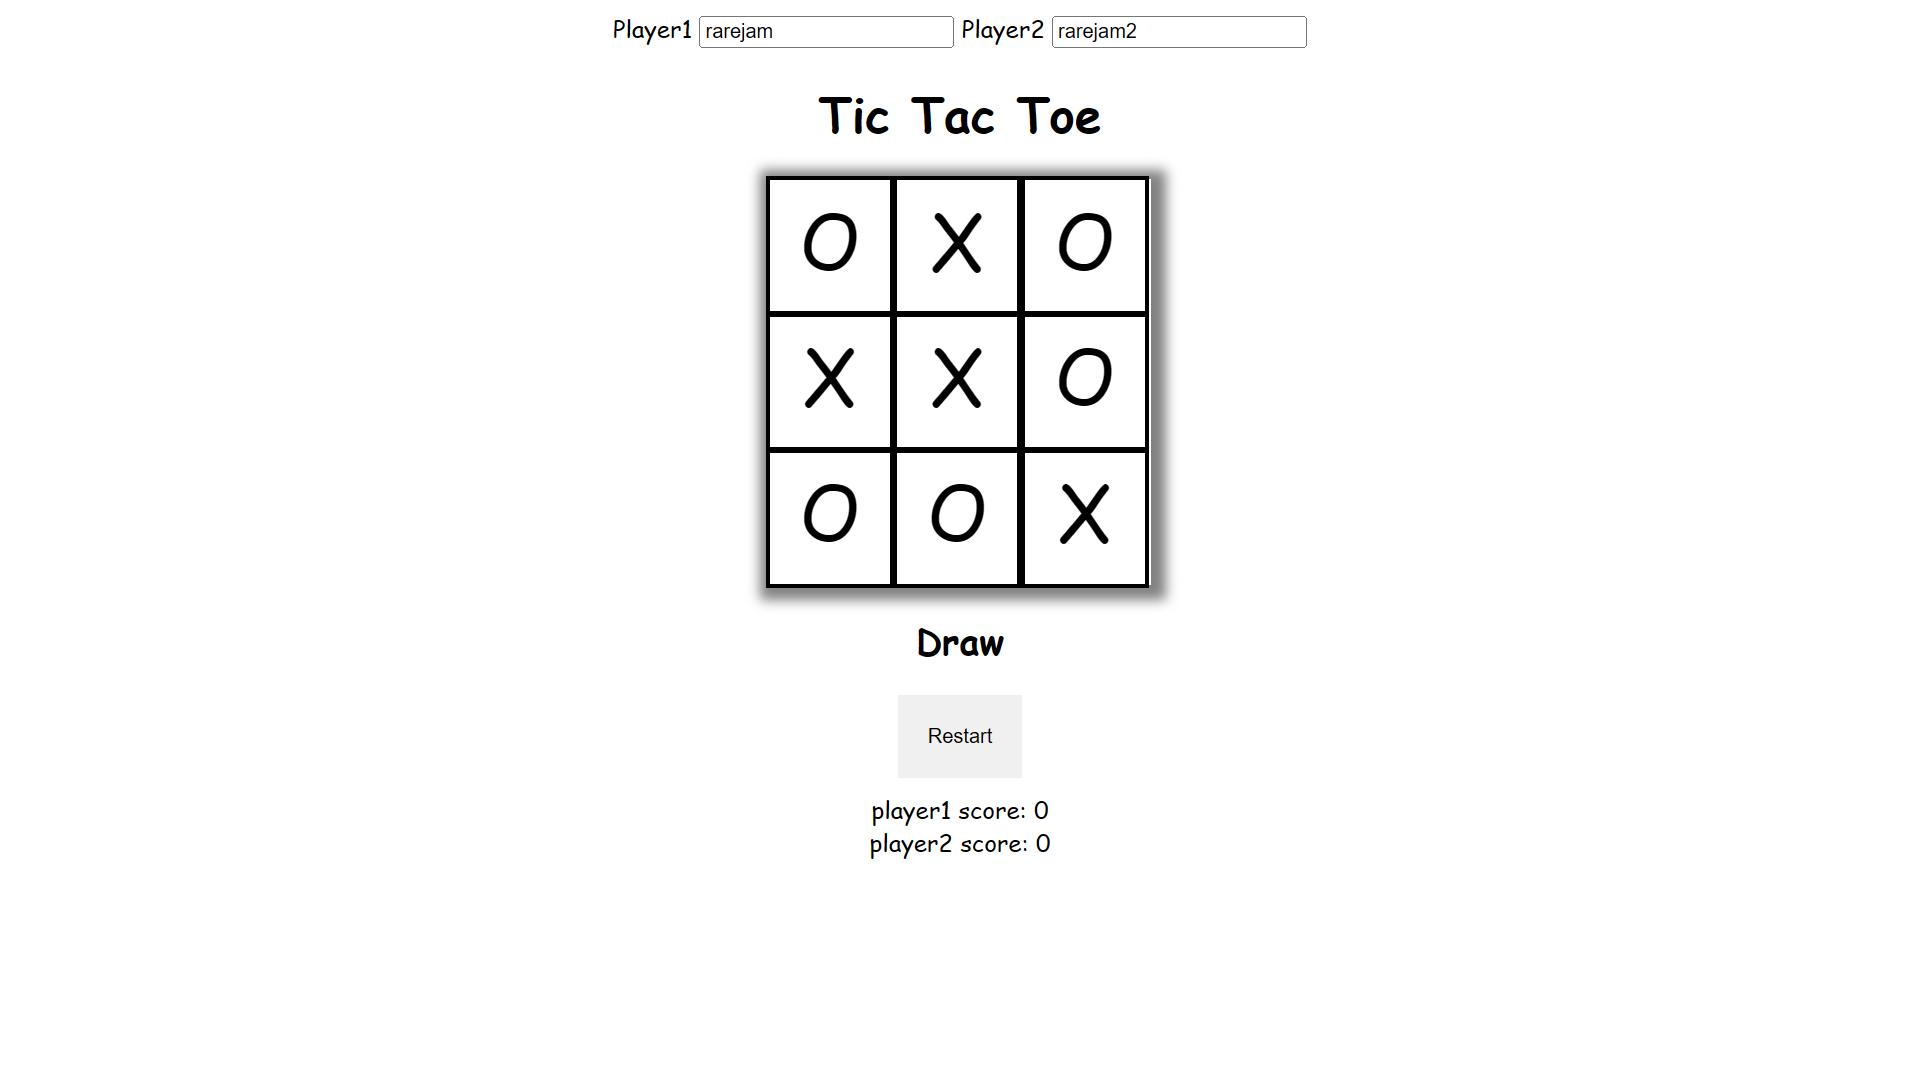 Player1 rarejam Player2 rarejam2
Tic Tac Toe
O X O
X X O
O O X
Draw
Restart
player1 score: 0
player2 score: 0